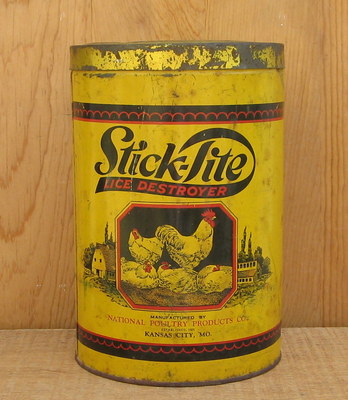 Stick-Tite
LICE DESTROYER
MANUFACTURED BY
NATIONAL POULTRY PRODUCTS CO.
KANSAS CITY, MO.